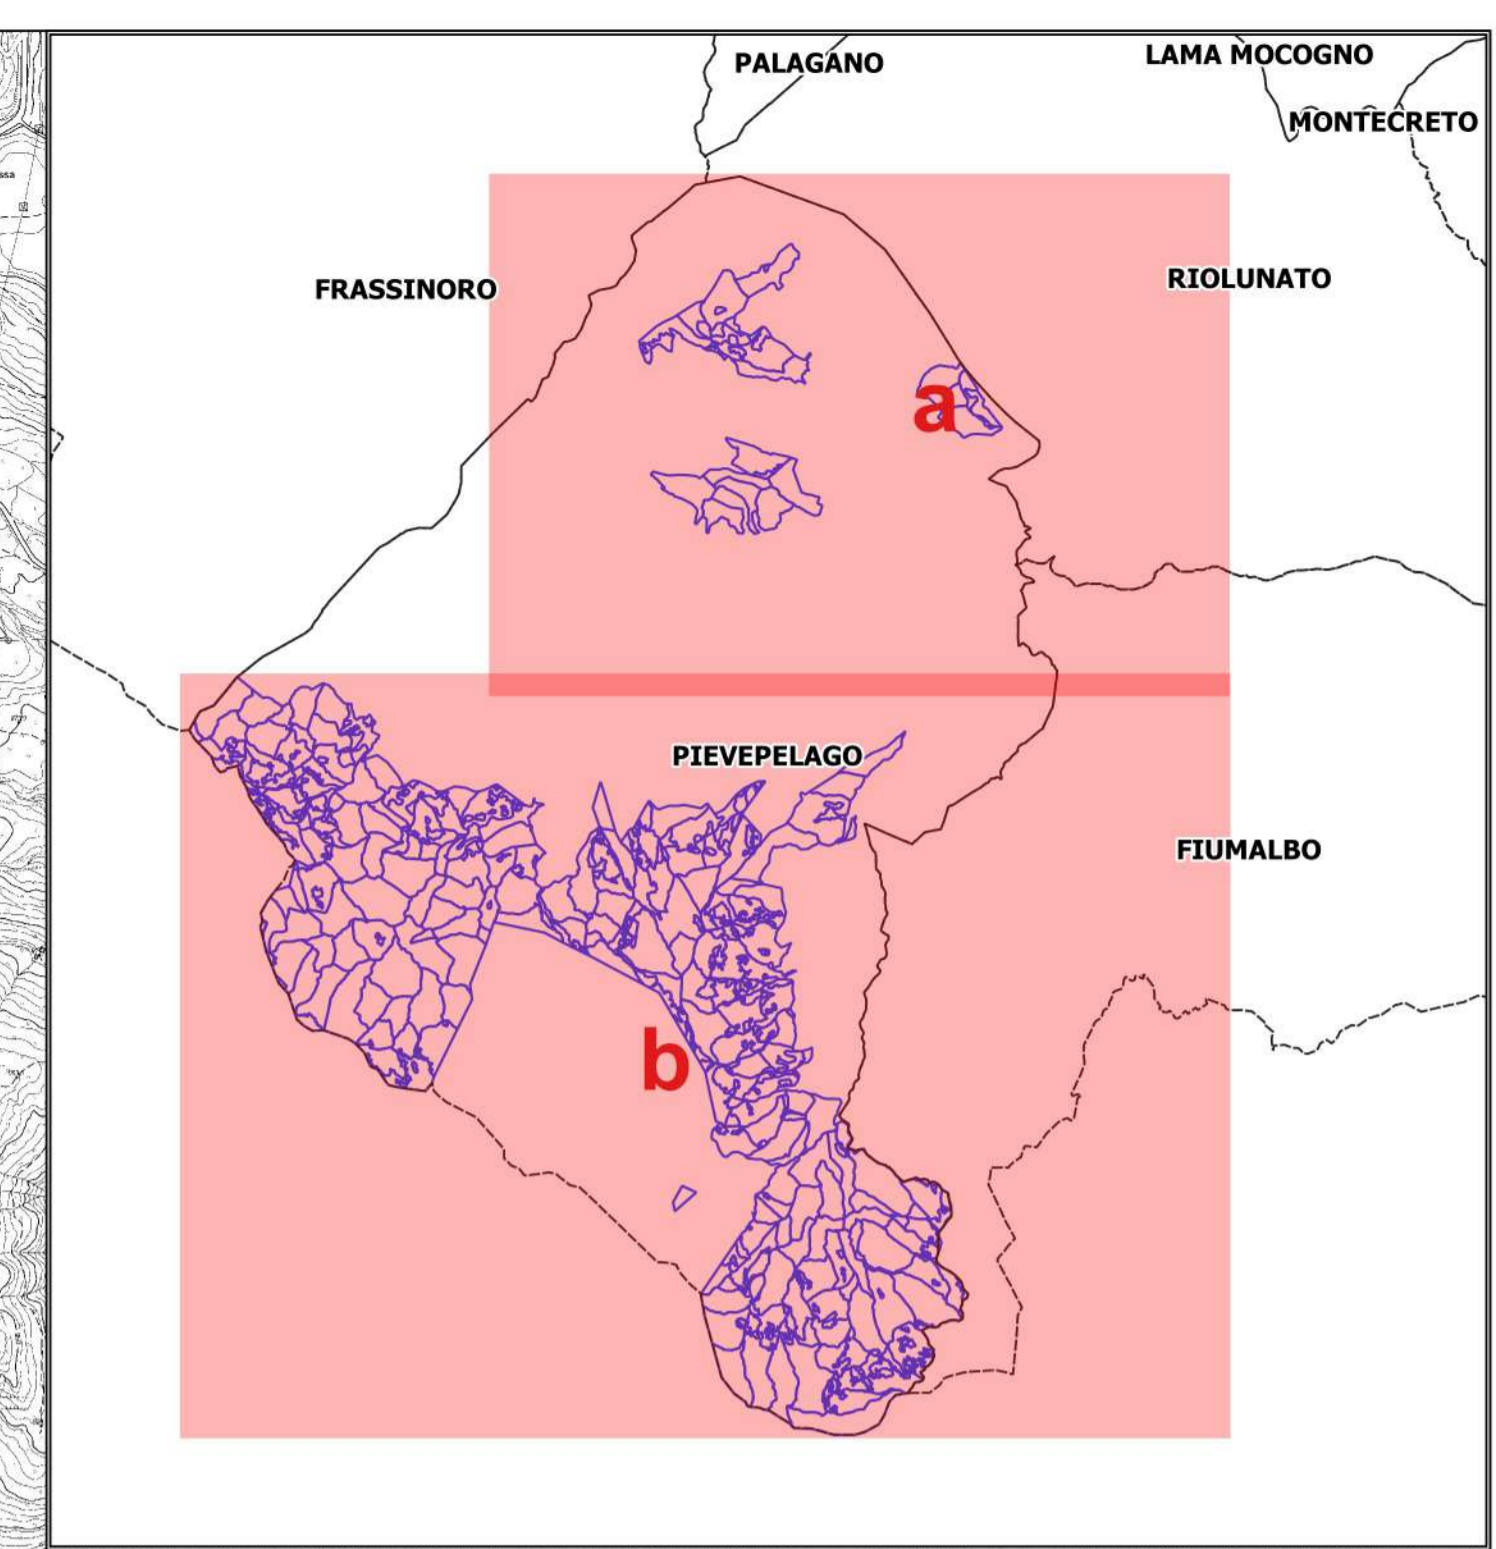 PALAGANO
LAMA MOCOGNO
MONTECRETO
FRASSINORO
RIOLUNATO
a
PIEVEPELAGO
FIUMALBO
b